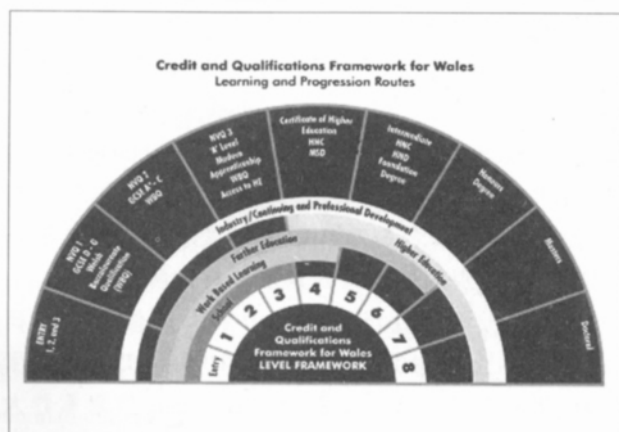 Credit and Qualifications Framework for Wales
Learning and Progression Routes
ENTRY
1, 2, and 3
NVQ 1
GCSE D - G
Welsh
Baccalaureate
Qualification
(WBQ)
NVQ 2
GCSE A*- C
WBQ
NVQ 3
'A' Level
Modern
Apprenticeship
WBQ
Access to HE
Certificate of Higher
Education
HNC
Intermediate
HNC
HND
Foundation
Degree
Honours
Degree
Masters
Doctoral
Industry/Continuing and Professional Development
Further Education
Higher Education
Work Based Learning
School
Entry
1
2
3
4
5
6
7
8
Credit and
Qualifications
Framework for Wales
LEVEL FRAMEWORK